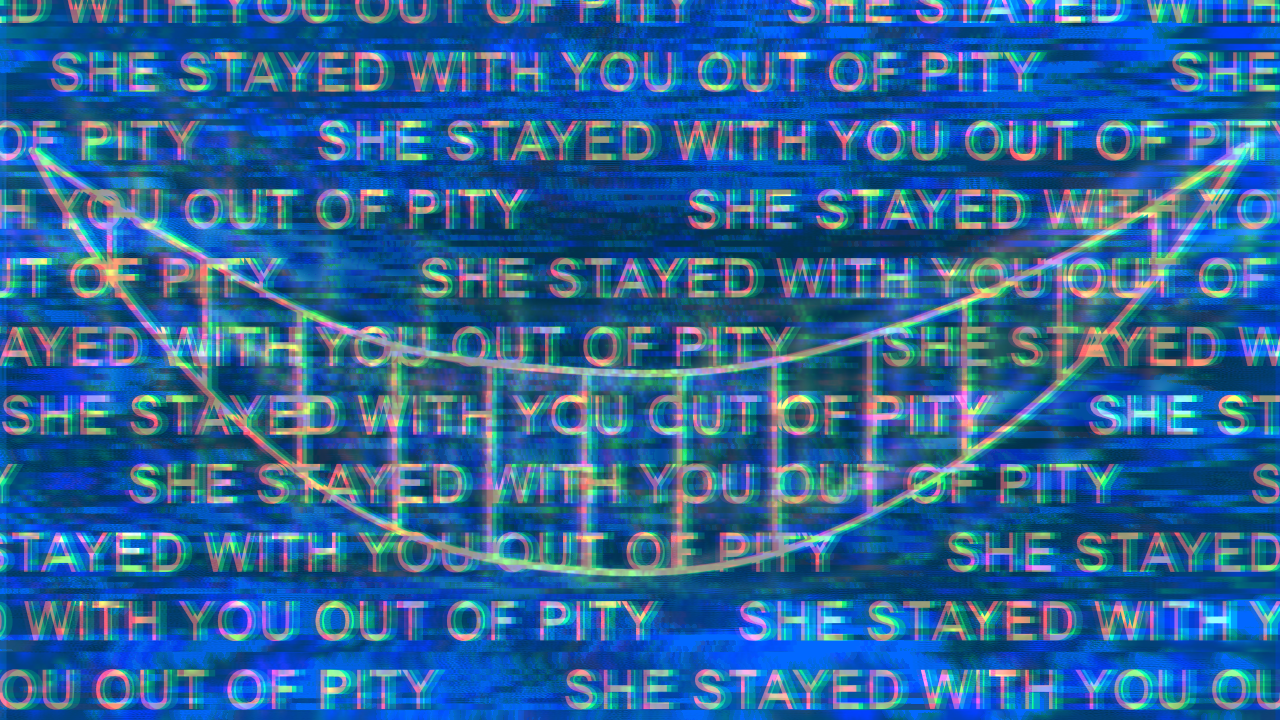 D WITH YOU OUT OF PITY SHE STAYED WITH
SHE STAYED WITH YOU OUT OF PITY SHE
OF PITY SHE STAYED WITH YOU OUT OF PITY
H YOU OUT OF PITY SHE STAYED WITH YO
UT OF PITY SHE STAYED WITH YOU OUT OF
AYED WITH YOU OUT OF PITY SHE STAYED W
SHE STAYED WITH YOU OUT OF PITY SHE ST
Y SHE STAYED WITH YOU OUT OF PITY S
STAYED WITH YOU OUT OF PITY SHE STAYED
D WITH YOU OUT OF PITY SHE STAYED WITH Y
OU OUT OF PITY SHE STAYED WITH YOU OU